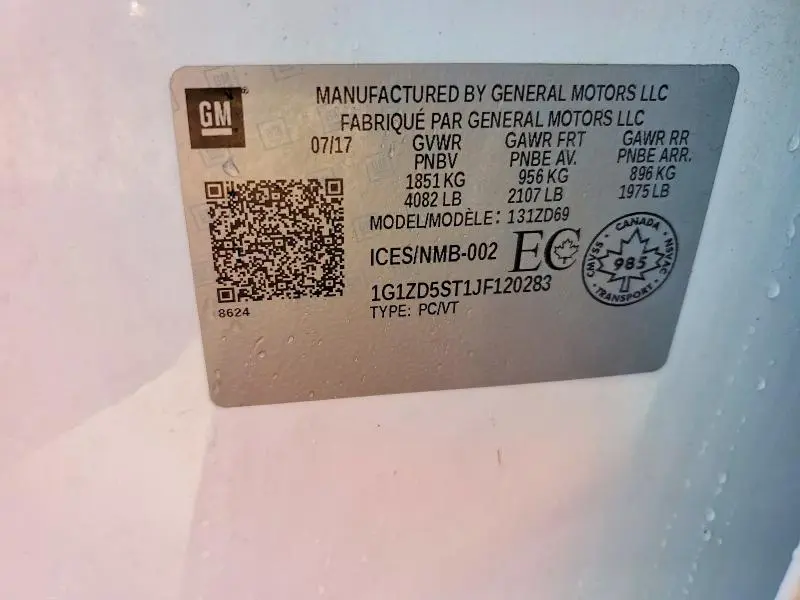 GM
MANUFACTURED BY GENERAL MOTORS LLC
FABRIQUÉ PAR GENERAL MOTORS LLC
07/17 GVWR GAWR FRT GAWR RR
PNBV PNBE AV. PNBE ARR.
1851 KG 956 KG 896 KG
4082 LB 2107 LB 1975 LB
MODEL/MODÈLE: 131ZD69
ICES/NMB-002 EC
CANADA
CMVSS 985 NSVAC
TRANSPORT
1G1ZD5ST1JF120283
TYPE: PC/VT
8624